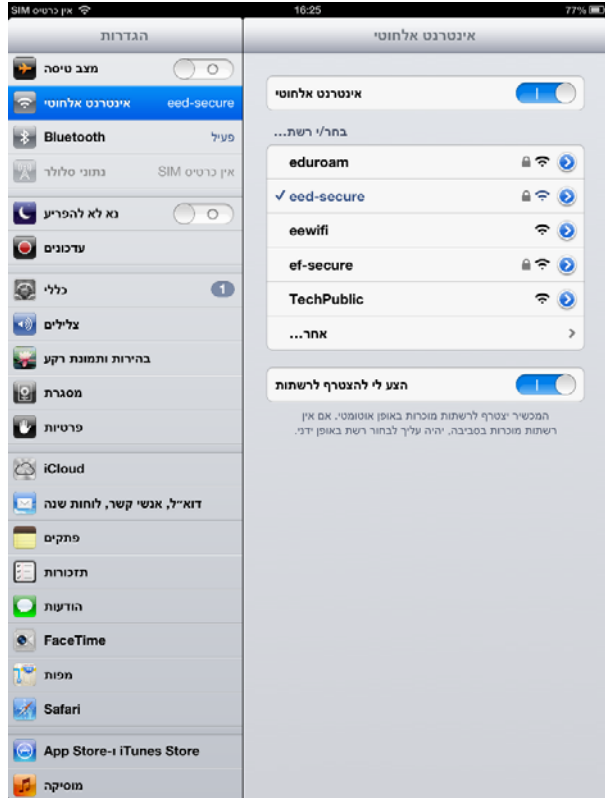 אין כרטיס SIM
16:25
77%
הגדרות
מצב טיסה
אינטרנט אלחוטי eed-secure
Bluetooth פעיל
נתוני סלולר אין כרטיס SIM
נא לא להפריע
עדכונים
כללי 1
צלילים
בהירות ותמונת רקע
מסגרת
פרטיות
iCloud
דוא״ל, אנשי קשר, לוחות שנה
פתקים
תזכורות
הודעות
FaceTime
מפות
Safari
App Store-ו iTunes Store
מוסיקה
אינטרנט אלחוטי
אינטרנט אלחוטי
בחר/י רשת...
eduroam
eed-secure
eewifi
ef-secure
TechPublic
אחר...
הצע לי להצטרף לרשתות
המכשיר יצטרף לרשתות מוכרות באופן אוטומטי. אם אין
רשתות מוכרות בסביבה, יהיה עליך לבחור רשת באופן ידני.